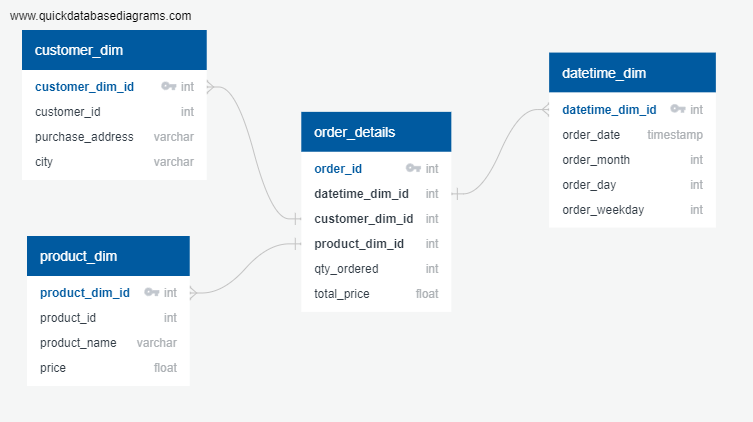 www.quickdatabasediagrams.com
customer_dim
customer_dim_id int
customer_id int
purchase_address varchar
city varchar
product_dim
product_dim_id int
product_id int
product_name varchar
price float
order_details
order_id int
datetime_dim_id int
customer_dim_id int
product_dim_id int
qty_ordered int
total_price float
datetime_dim
datetime_dim_id int
order_date timestamp
order_month int
order_day int
order_weekday int